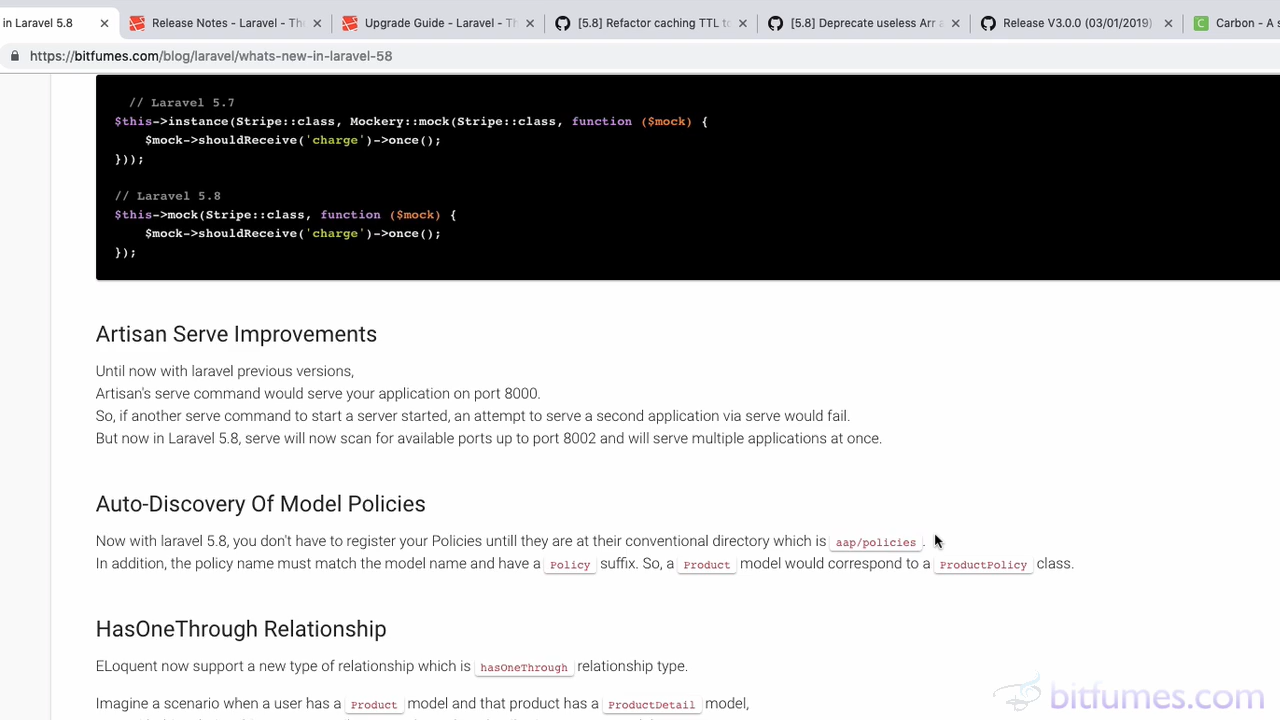 in Laravel 5.8
Release Notes - Laravel - Th
Upgrade Guide - Laravel - Th
[5.8] Refactor caching TTL to
[5.8] Deprecate useless Arr a
Release V3.0.0 (03/01/2019)
Carbon - A s
https://bitfumes.com/blog/laravel/whats-new-in-laravel-58
// Laravel 5.7
$this->instance(Stripe::class, Mockery::mock(Stripe::class, function ($mock) {
$mock->shouldReceive('charge')->once();
}));
// Laravel 5.8
$this->mock(Stripe::class, function ($mock) {
$mock->shouldReceive('charge')->once();
});
Artisan Serve Improvements
Until now with laravel previous versions,
Artisan's serve command would serve your application on port 8000.
So, if another serve command to start a server started, an attempt to serve a second application via serve would fail.
But now in Laravel 5.8, serve will now scan for available ports up to port 8002 and will serve multiple applications at once.
Auto-Discovery Of Model Policies
Now with laravel 5.8, you don't have to register your Policies untill they are at their conventional directory which is aap/policies.
In addition, the policy name must match the model name and have a Policy suffix. So, a Product model would correspond to a ProductPolicy class.
HasOneThrough Relationship
ELoquent now support a new type of relationship which is hasOneThrough relationship type.
Imagine a scenario when a user has a Product model and that product has a ProductDetail model,
bitfumes.com